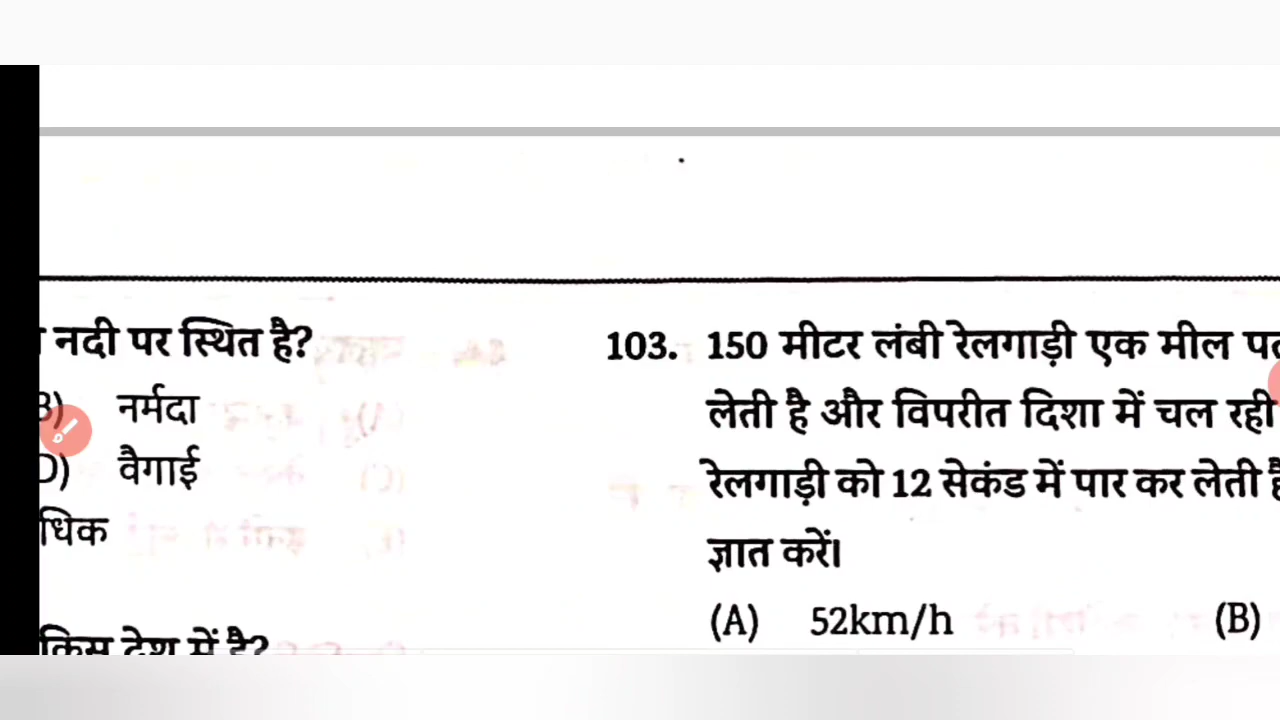 नदी पर स्थित है?
B) नर्मदा
D) वैगाई
धिक
किस देश में है?
103. 150 मीटर लंबी रेलगाड़ी एक मील
लेती है और विपरीत दिशा में चल रही
रेलगाड़ी को 12 सेकंड में पार कर लेती है
ज्ञात करें।
(A) 52km/h (B)